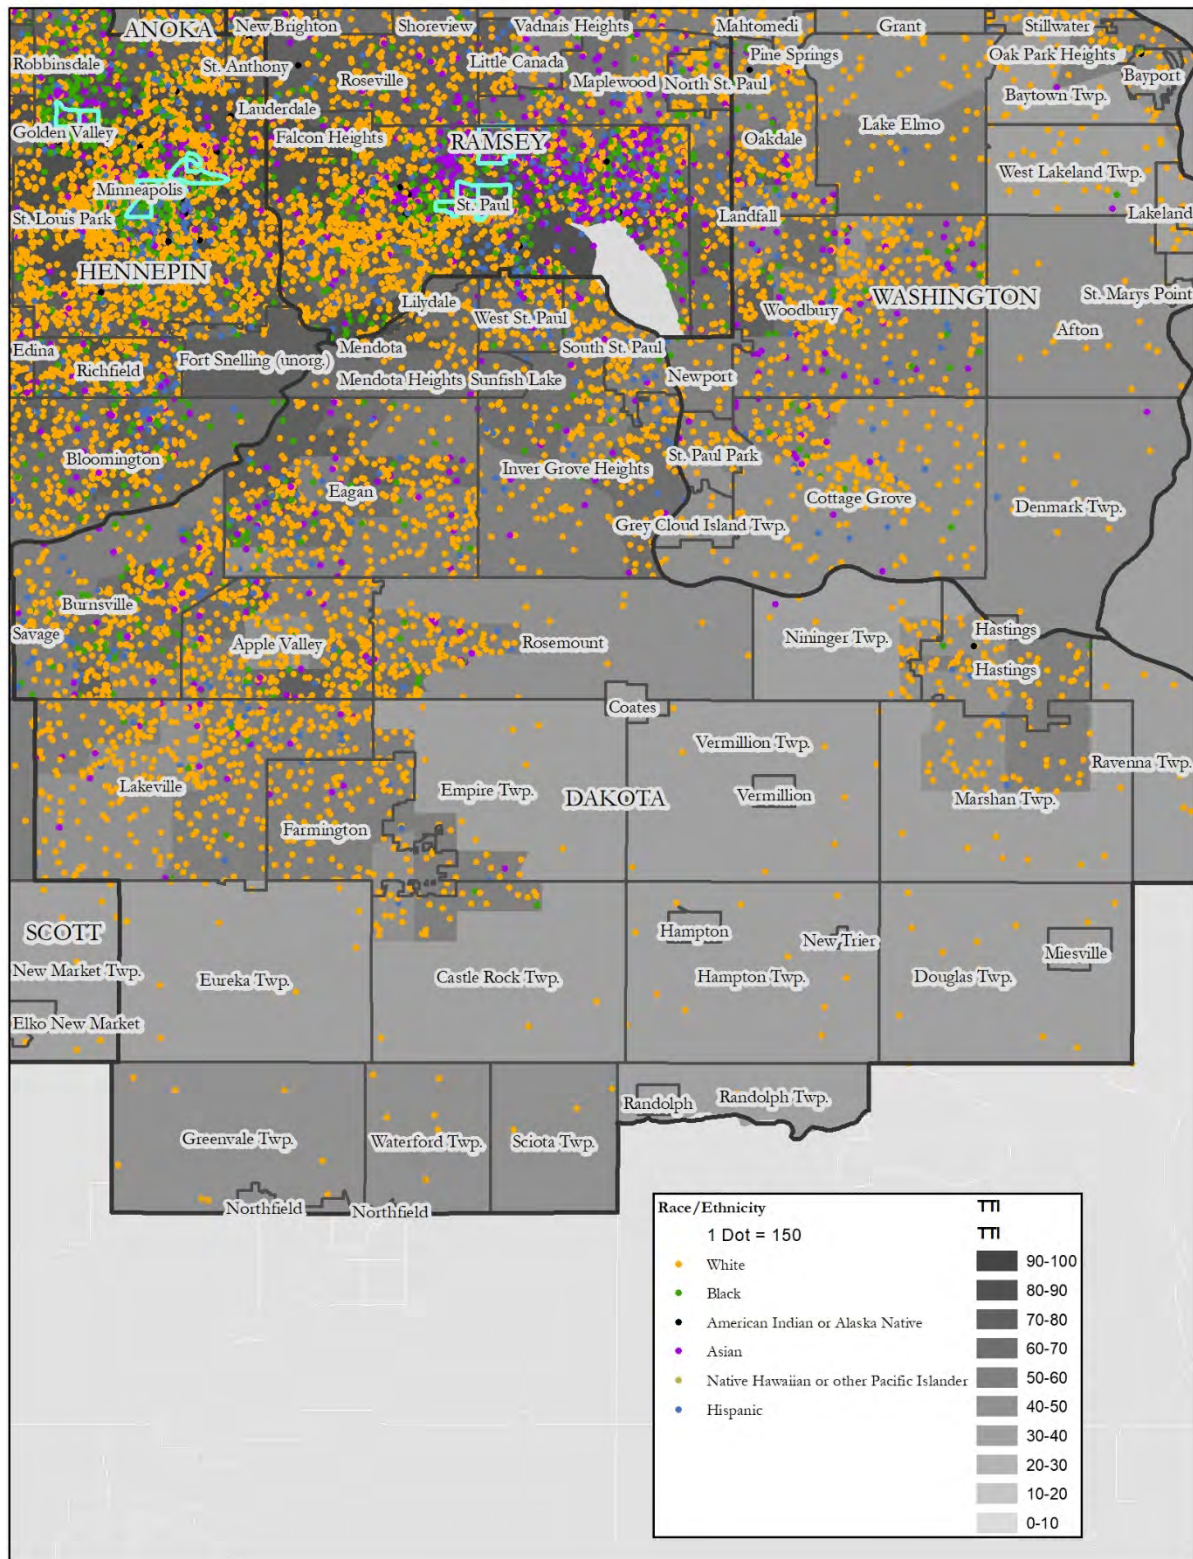 ANOKA
New Brighton
Shoreview
Vadnais Heights
Mahtomedi
Grant
Stillwater
Robbinsdale
St. Anthony
Roseville
Little Canada
Maplewood
North St. Paul
Pine Springs
Oak Park Heights
Bayport
Baytown Twp.
Lauderdale
Golden Valley
Falcon Heights
RAMSEY
Oakdale
Lake Elmo
West Lakeland Twp.
Minneapolis
St. Louis Park
St. Paul
Landfall
Lakeland
HENNEPIN
Lilydale
West St. Paul
Woodbury
WASHINGTON
St. Marys Point
Afton
Edina
Richfield
Fort Snelling (unorg.)
Mendota
South St. Paul
Mendota Heights
Sunfish Lake
Newport
Bloomington
Eagan
Inver Grove Heights
St. Paul Park
Cottage Grove
Grey Cloud Island Twp.
Denmark Twp.
Burnsville
Savage
Apple Valley
Rosemount
Nininger Twp.
Hastings
Hastings
Coates
Vermillion Twp.
Ravenna Twp.
Lakeville
Empire Twp.
DAKOTA
Vermillion
Marshan Twp.
Farmington
SCOTT
Hampton
New Trier
Miesville
New Market Twp.
Eureka Twp.
Castle Rock Twp.
Hampton Twp.
Douglas Twp.
Elko New Market
Randolph
Randolph Twp.
Greenvale Twp.
Waterford Twp.
Sciota Twp.
Northfield
Northfield
Race/Ethnicity
1 Dot = 150
White
Black
American Indian or Alaska Native
Asian
Native Hawaiian or other Pacific Islander
Hispanic
TTI
TTI
90-100
80-90
70-80
60-70
50-60
40-50
30-40
20-30
10-20
0-10